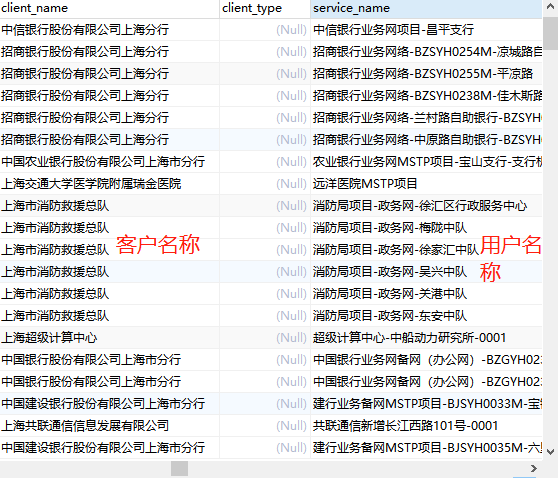 client_name client_type service_name
中信银行股份有限公司上海分行 (Null) 中信银行业务网项目-昌平支行
招商银行股份有限公司上海分行 (Null) 招商银行业务网络-BZSYH0254M-凉城路自
招商银行股份有限公司上海分行 (Null) 招商银行业务网络-BZSYH0255M-平凉路
招商银行股份有限公司上海分行 (Null) 招商银行业务网络-BZSYH0238M-佳木斯路
招商银行股份有限公司上海分行 (Null) 招商银行业务网络-兰村路自助银行-BZSYH
招商银行股份有限公司上海分行 (Null) 招商银行业务网络-中原路自助银行-BZSYH
中国农业银行股份有限公司上海市分行 (Null) 农业银行业务网MSTP项目-宝山支行-支行机
上海交通大学医学院附属瑞金医院 (Null) 远洋医院MSTP项目
上海市消防救援总队 (Null) 消防局项目-政务网-徐汇区行政服务中心
上海市消防救援总队 (Null) 消防局项目-政务网-梅陇中队
上海市消防救援总队 (Null) 消防局项目-政务网-徐家汇中队
客户名称 用户名称
上海市消防救援总队 (Null) 消防局项目-政务网-吴兴中队
上海市消防救援总队 (Null) 消防局项目-政务网-关港中队
上海市消防救援总队 (Null) 消防局项目-政务网-东安中队
上海超级计算中心 (Null) 超级计算中心-中船动力研究所-0001
中国银行股份有限公司上海市分行 (Null) 中国银行业务网备网（办公网）-BZGYH02
中国银行股份有限公司上海市分行 (Null) 中国银行业务网备网（办公网）-BZGYH02
中国建设银行股份有限公司上海市分行 (Null) 建行业务备网MSTP项目-BJSYH0033M-宝
上海共联通信信息发展有限公司 (Null) 共联通信新增长江西路101号-0001
中国建设银行股份有限公司上海市分行 (Null) 建行业务备网MSTP项目-BJSYH0035M-六